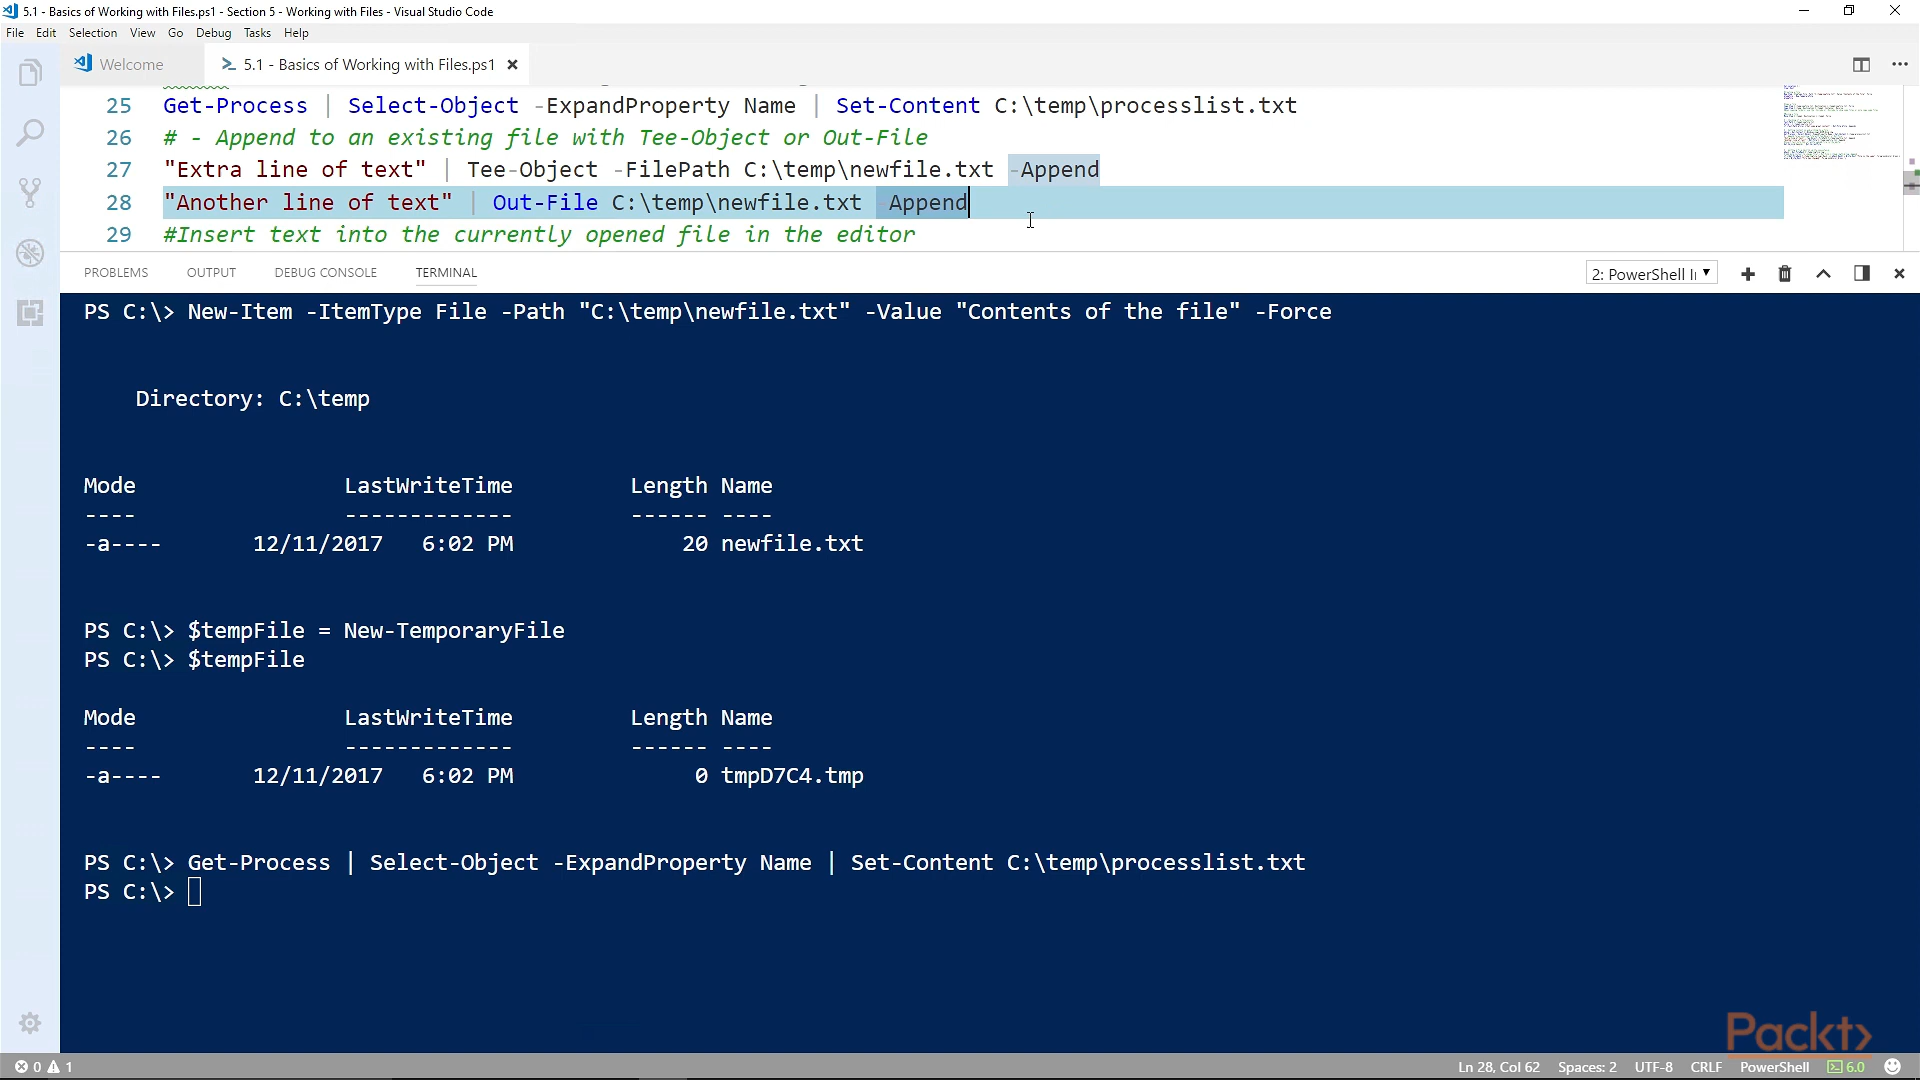 5.1 - Basics of Working with Files.ps1 - Section 5 - Working with Files - Visual Studio Code
File Edit Selection View Go Debug Tasks Help
Welcome
5.1 - Basics of Working with Files.ps1
25 Get-Process | Select-Object -ExpandProperty Name | Set-Content C:\temp\processlist.txt
26 # - Append to an existing file with Tee-Object or Out-File
27 "Extra line of text" | Tee-Object -FilePath C:\temp\newfile.txt -Append
28 "Another line of text" | Out-File C:\temp\newfile.txt -Append
29 #Insert text into the currently opened file in the editor
PROBLEMS OUTPUT DEBUG CONSOLE TERMINAL
2: PowerShell I
PS C:\> New-Item -ItemType File -Path "C:\temp\newfile.txt" -Value "Contents of the file" -Force
Directory: C:\temp
Mode LastWriteTime Length Name
---- ------------- ------ ----
-a---- 12/11/2017 6:02 PM 20 newfile.txt
PS C:\> $tempFile = New-TemporaryFile
PS C:\> $tempFile
Mode LastWriteTime Length Name
---- ------------- ------ ----
-a---- 12/11/2017 6:02 PM 0 tmpD7C4.tmp
PS C:\> Get-Process | Select-Object -ExpandProperty Name | Set-Content C:\temp\processlist.txt
PS C:\>
Packt>
0 1
Ln 28, Col 62 Spaces: 2 UTF-8 CRLF PowerShell 6.0